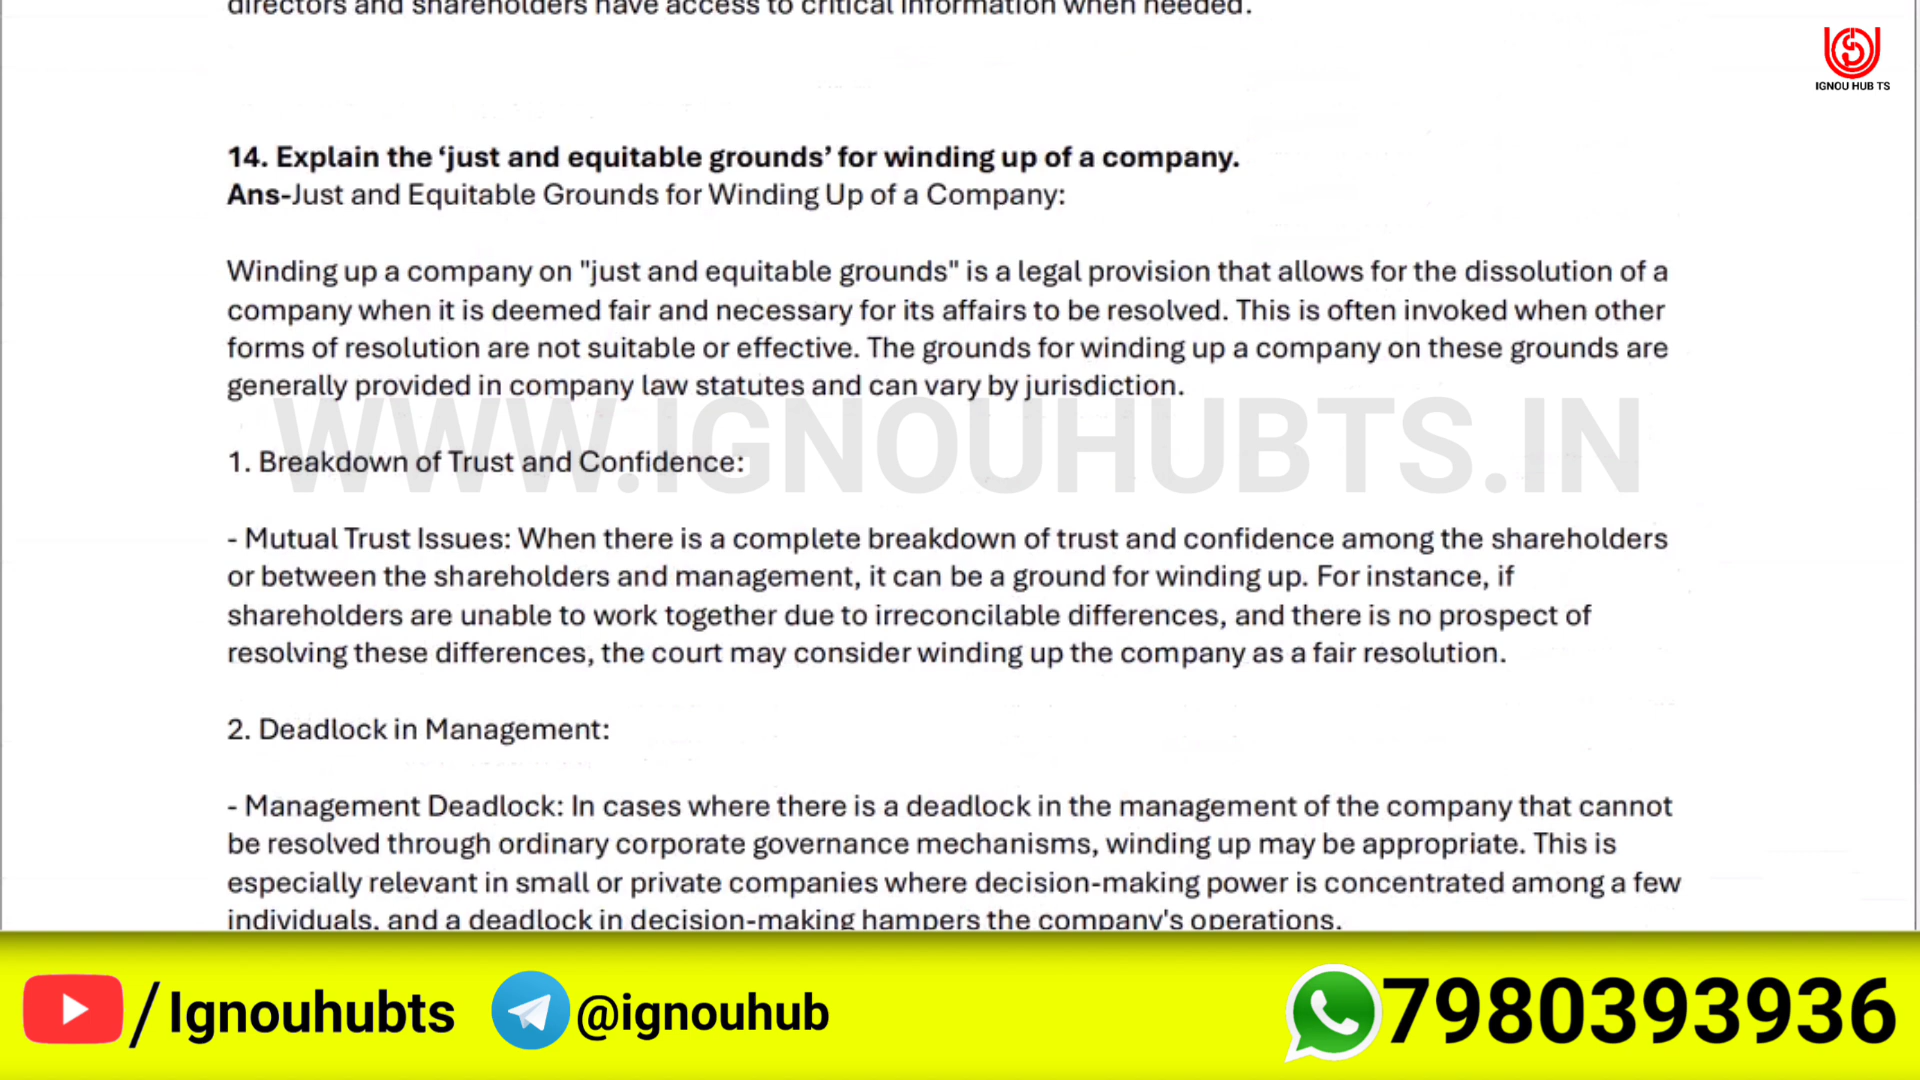 directors and shareholders have access to critical information when needed.
IGNOU HUB TS
14. Explain the ‘just and equitable grounds’ for winding up of a company.
Ans-Just and Equitable Grounds for Winding Up of a Company:
Winding up a company on "just and equitable grounds" is a legal provision that allows for the dissolution of a
company when it is deemed fair and necessary for its affairs to be resolved. This is often invoked when other
forms of resolution are not suitable or effective. The grounds for winding up a company on these grounds are
generally provided in company law statutes and can vary by jurisdiction.
WWW.IGNOUHUBTS.IN
1. Breakdown of Trust and Confidence:
- Mutual Trust Issues: When there is a complete breakdown of trust and confidence among the shareholders
or between the shareholders and management, it can be a ground for winding up. For instance, if
shareholders are unable to work together due to irreconcilable differences, and there is no prospect of
resolving these differences, the court may consider winding up the company as a fair resolution.
2. Deadlock in Management:
- Management Deadlock: In cases where there is a deadlock in the management of the company that cannot
be resolved through ordinary corporate governance mechanisms, winding up may be appropriate. This is
especially relevant in small or private companies where decision-making power is concentrated among a few
individuals, and a deadlock in decision-making hampers the company's operations.
/Ignouhubts @ignouhub 7980393936